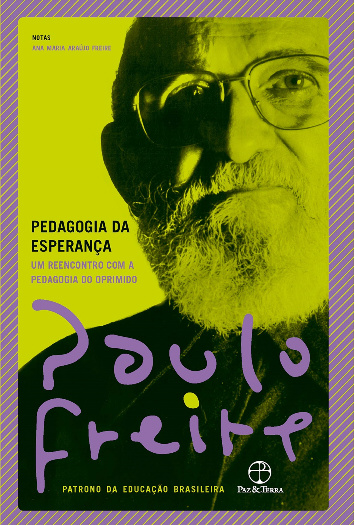 NOTAS
ANA MARIA ARAÚJO FREIRE
PEDAGOGIA DA
ESPERANÇA
UM REENCONTRO COM A
PEDAGOGIA DO OPRIMIDO
Paulo
Freire
PATRONO DA EDUCAÇÃO BRASILEIRA
PAZ & TERRA